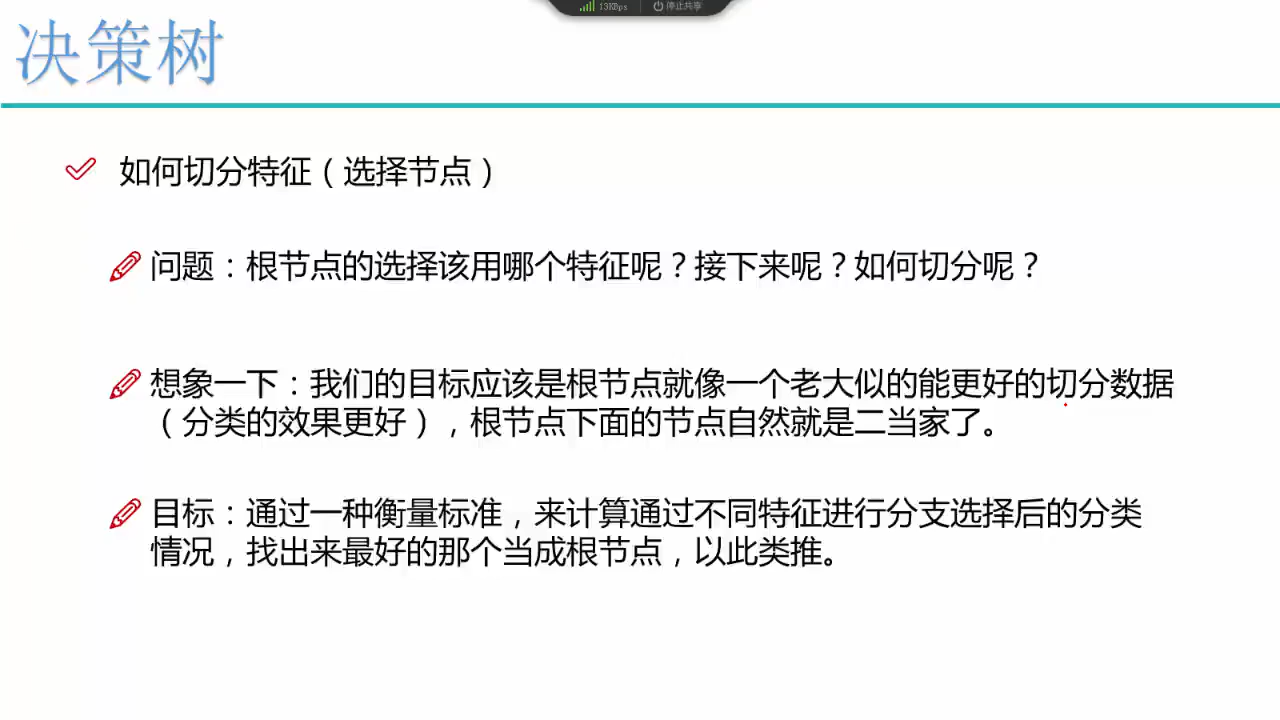 13KBps 停止共享
决策树
如何切分特征（选择节点）
问题：根节点的选择该用哪个特征呢？接下来呢？如何切分呢？
想象一下：我们的目标应该是根节点就像一个老大似的能更好的切分数据
（分类的效果更好），根节点下面的节点自然就是二当家了。
目标：通过一种衡量标准，来计算通过不同特征进行分支选择后的分类
情况，找出来最好的那个当成根节点，以此类推。